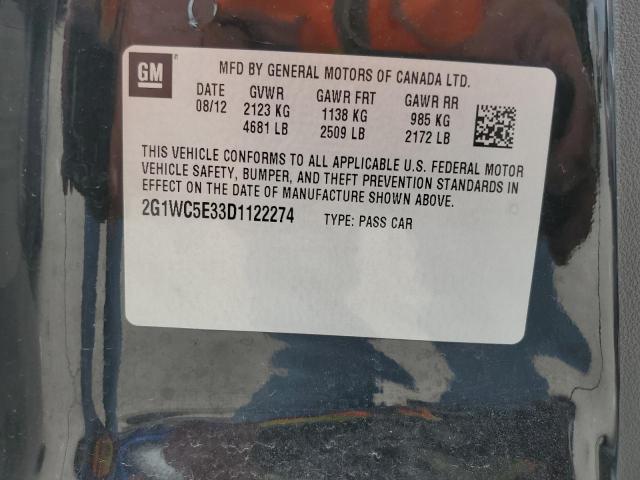 GM
MFD BY GENERAL MOTORS OF CANADA LTD.
DATE GVWR GAWR FRT GAWR RR
08/12 2123 KG 1138 KG 985 KG
4681 LB 2509 LB 2172 LB
THIS VEHICLE CONFORMS TO ALL APPLICABLE U.S. FEDERAL MOTOR
VEHICLE SAFETY, BUMPER, AND THEFT PREVENTION STANDARDS IN
EFFECT ON THE DATE OF MANUFACTURE SHOWN ABOVE.
2G1WC5E33D1122274 TYPE: PASS CAR